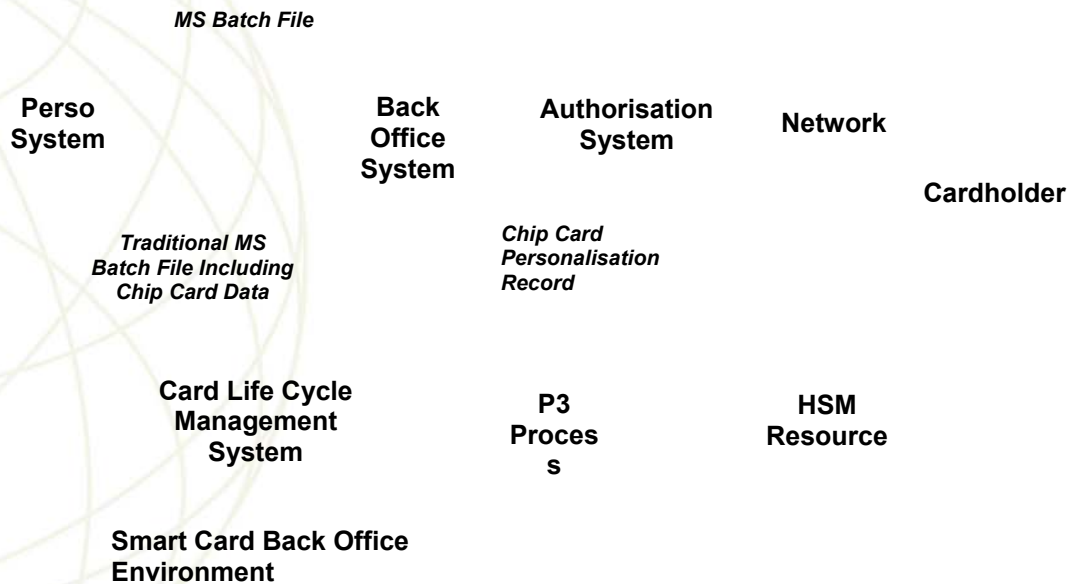 MS Batch File
Perso
System
Back
Office
System
Authorisation
System
Network
Cardholder
Traditional MS
Batch File Including
Chip Card Data
Chip Card
Personalisation
Record
Card Life Cycle
Management
System
P3
Proces
s
HSM
Resource
Smart Card Back Office
Environment